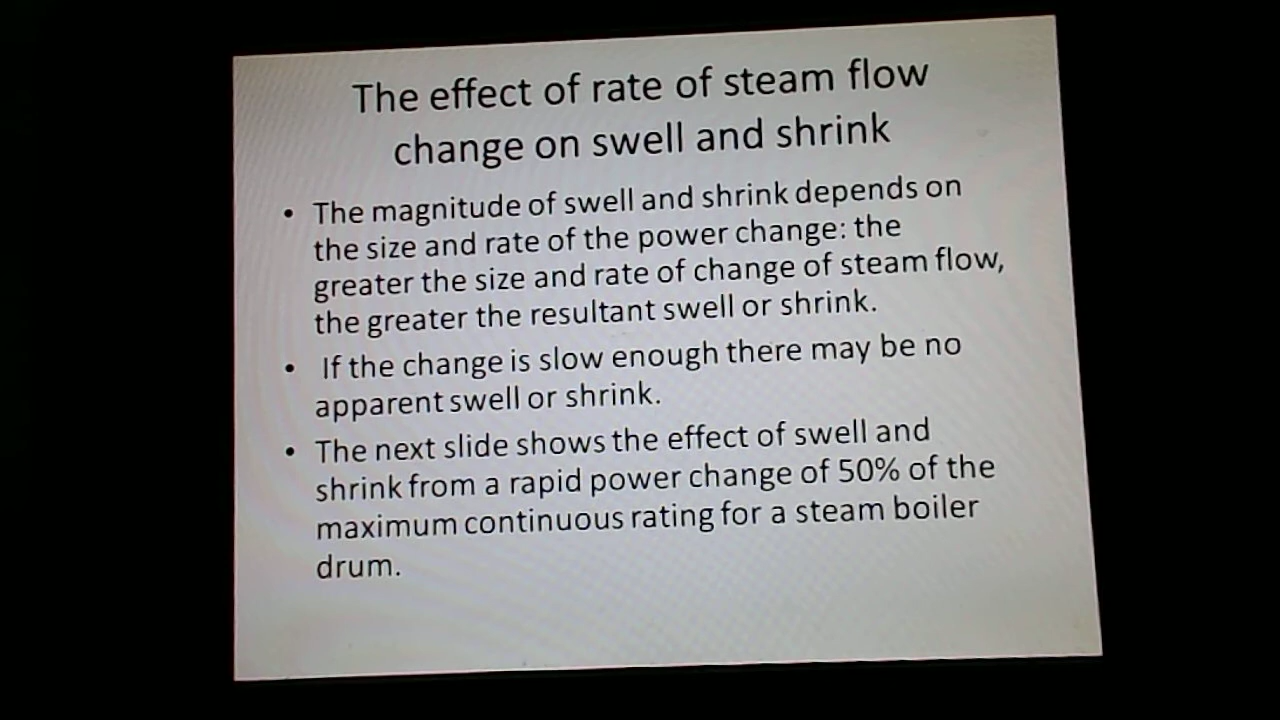 The effect of rate of steam flow
change on swell and shrink
• The magnitude of swell and shrink depends on
the size and rate of the power change: the
greater the size and rate of change of steam flow,
the greater the resultant swell or shrink.
• If the change is slow enough there may be no
apparent swell or shrink.
• The next slide shows the effect of swell and
shrink from a rapid power change of 50% of the
maximum continuous rating for a steam boiler
drum.